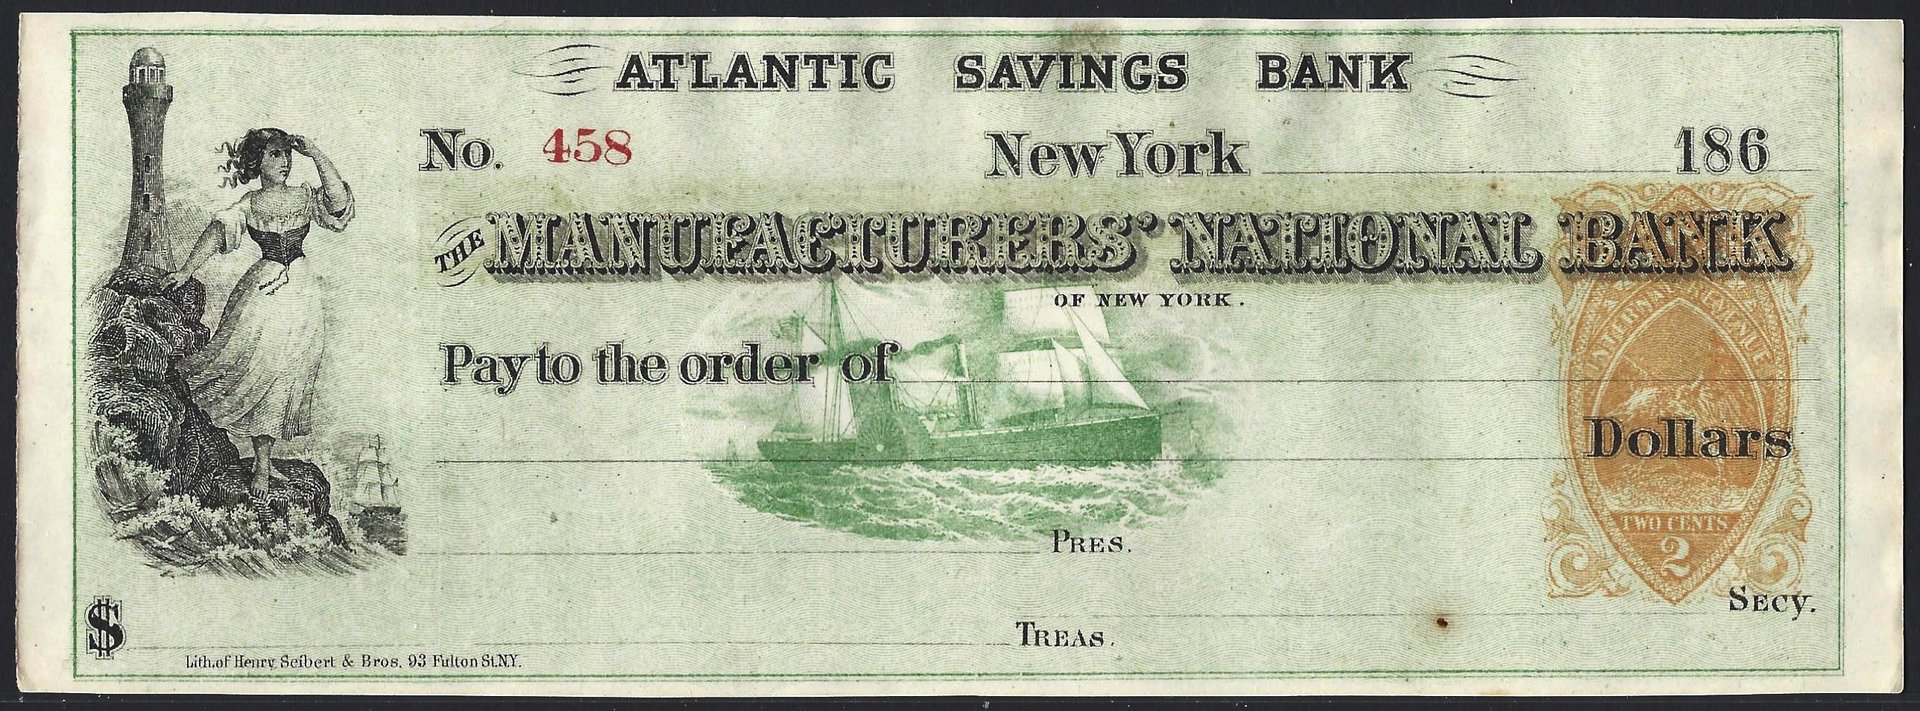 ATLANTIC SAVINGS BANK
No. 458 New York 186
THE MANUFACTURERS' NATIONAL BANK
OF NEW YORK.
INTERNAL REVENUE
Pay to the order of
Dollars
TWO CENTS
2
PRES.
SECY.
$
TREAS.
Lith. of Henry Seibert & Bros. 93 Fulton St. N.Y.